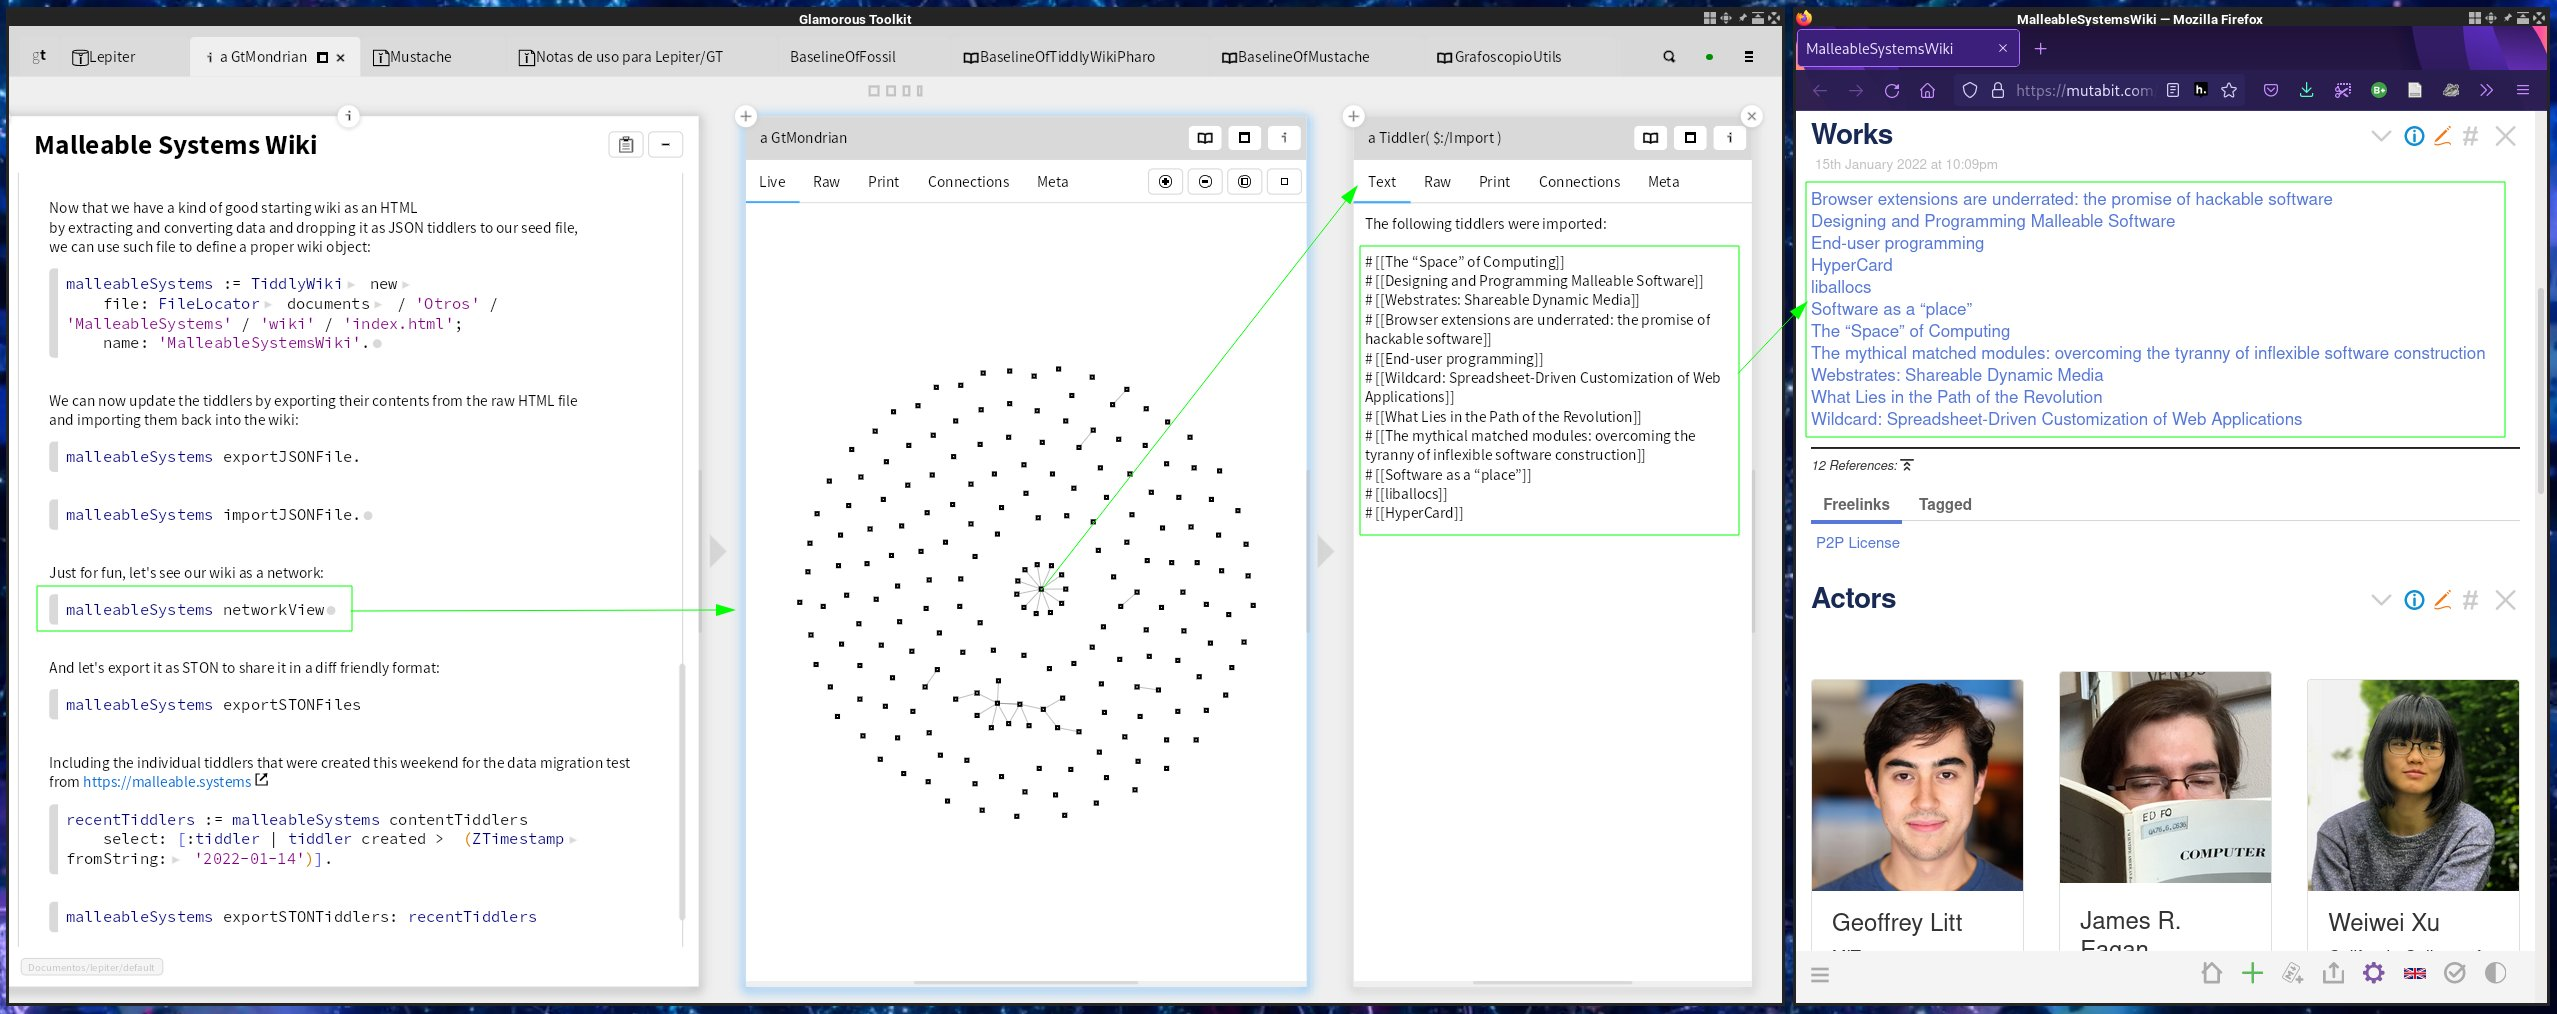 Glamorous Toolkit
gt
Lepiter
a GtMondrian
Mustache
Notas de uso para Lepiter/GT
BaselineOfFossil
BaselineOfTiddlyWikiPharo
BaselineOfMustache
GrafoscopioUtils
Malleable Systems Wiki
Now that we have a kind of good starting wiki as an HTML
by extracting and converting data and dropping it as JSON tiddlers to our seed file,
we can use such file to define a proper wiki object:
malleableSystems := TiddlyWiki new
file: FileLocator documents / 'Otros' /
'MalleableSystems' / 'wiki' / 'index.html';
name: 'MalleableSystemsWiki'.
We can now update the tiddlers by exporting their contents from the raw HTML file
and importing them back into the wiki:
malleableSystems exportJSONFile.
malleableSystems importJSONFile.
Just for fun, let's see our wiki as a network:
malleableSystems networkView
And let's export it as STON to share it in a diff friendly format:
malleableSystems exportSTONFiles
Including the individual tiddlers that were created this weekend for the data migration test
from https://malleable.systems
recentTiddlers := malleableSystems contentTiddlers
select: [:tiddler | tiddler created > (ZTimestamp
fromString: '2022-01-14')].
malleableSystems exportSTONTiddlers: recentTiddlers
Documentos/lepiter/default
a GtMondrian
Live Raw Print Connections Meta
a Tiddler( $:/Import )
Text Raw Print Connections Meta
The following tiddlers were imported:
# [[The “Space” of Computing]]
# [[Designing and Programming Malleable Software]]
# [[Webstrates: Shareable Dynamic Media]]
# [[Browser extensions are underrated: the promise of
hackable software]]
# [[End-user programming]]
# [[Wildcard: Spreadsheet-Driven Customization of Web
Applications]]
# [[What Lies in the Path of the Revolution]]
# [[The mythical matched modules: overcoming the
tyranny of inflexible software construction]]
# [[Software as a “place”]]
# [[liballocs]]
# [[HyperCard]]
MalleableSystemsWiki — Mozilla Firefox
MalleableSystemsWiki
https://mutabit.com
Works
15th January 2022 at 10:09pm
Browser extensions are underrated: the promise of hackable software
Designing and Programming Malleable Software
End-user programming
HyperCard
liballocs
Software as a “place”
The “Space” of Computing
The mythical matched modules: overcoming the tyranny of inflexible software construction
Webstrates: Shareable Dynamic Media
What Lies in the Path of the Revolution
Wildcard: Spreadsheet-Driven Customization of Web Applications
12 References:
Freelinks Tagged
P2P License
Actors
ED FO
COMPUTER
Geoffrey Litt
James R.
Eagan
Weiwei Xu